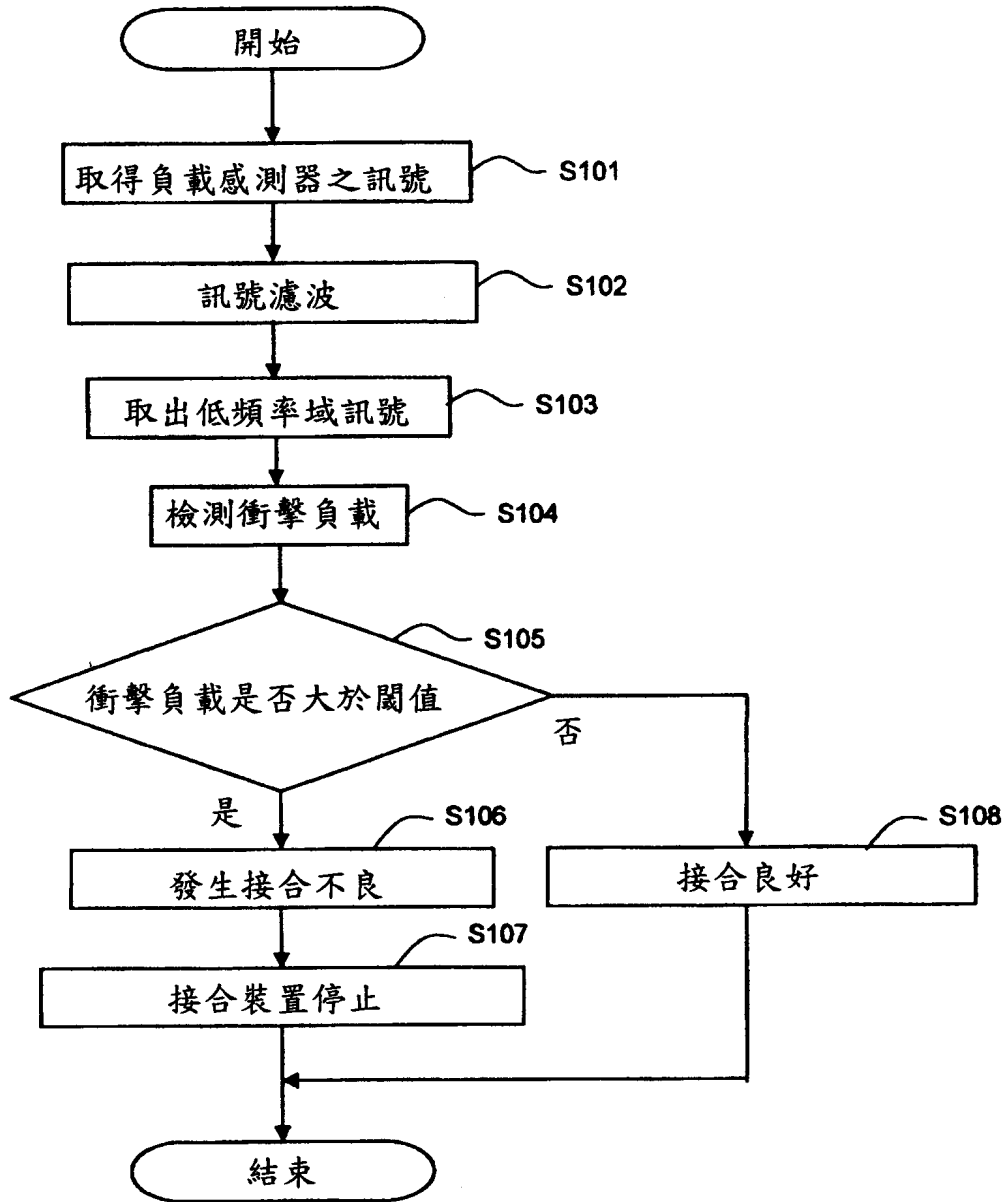 開始
取得負載感測器之訊號
S101
訊號濾波
S102
取出低頻率域訊號
S103
檢測衝擊負載
S104
S105
衝擊負載是否大於閾值
否
是
S106
發生接合不良
S108
接合良好
S107
接合裝置停止
結束